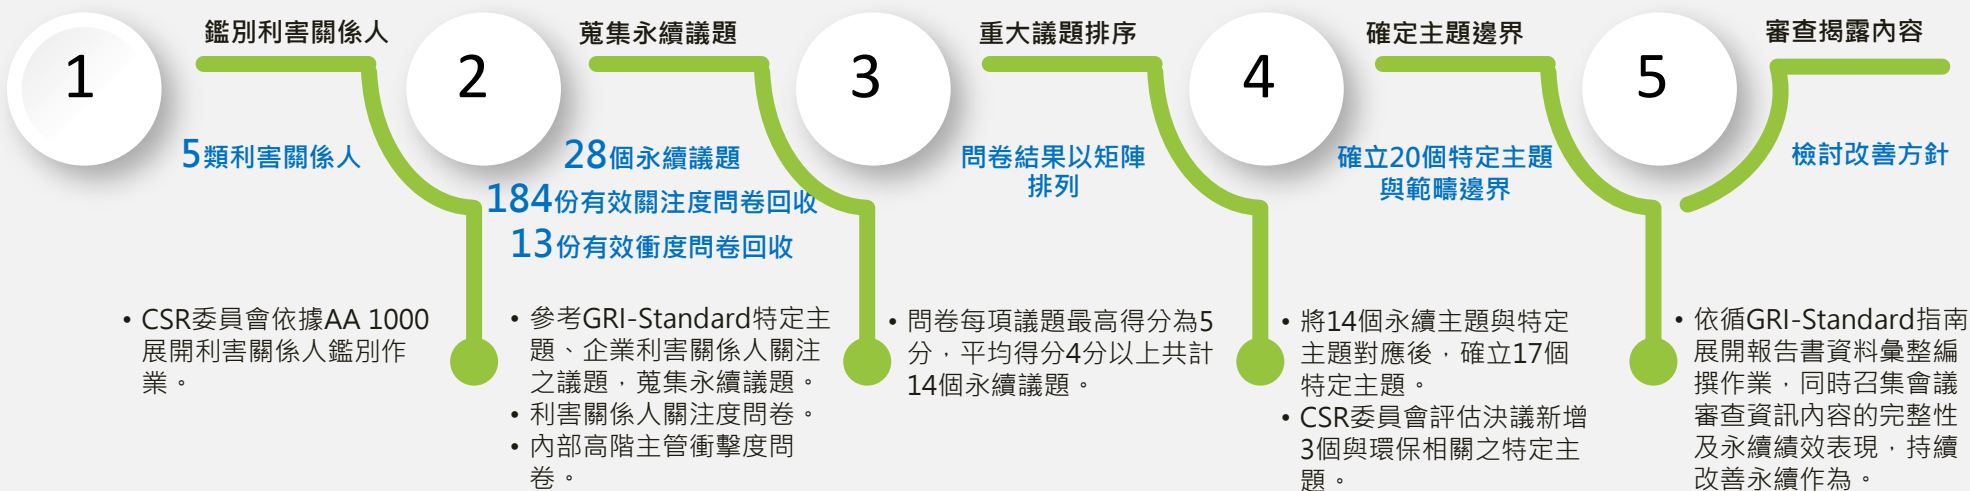 1
鑑別利害關係人
5類利害關係人
• CSR委員會依據AA 1000
展開利害關係人鑑別作
業。
2
蒐集永續議題
28個永續議題
184份有效關注度問卷回收
13份有效衝度問卷回收
• 參考GRI-Standard特定主
題、企業利害關係人關注
之議題，蒐集永續議題。
• 利害關係人關注度問卷。
• 內部高階主管衝擊度問
卷。
3
重大議題排序
問卷結果以矩陣
排列
• 問卷每項議題最高得分為5
分，平均得分4分以上共計
14個永續議題。
4
確定主題邊界
確立20個特定主題
與範疇邊界
• 將14個永續主題與特定
主題對應後，確立17個
特定主題。
• CSR委員會評估決議新增
3個與環保相關之特定主
題。
5
審查揭露內容
檢討改善方針
• 依循GRI-Standard指南
展開報告書資料彙整編
撰作業，同時召集會議
審查資訊內容的完整性
及永續績效表現，持續
改善永續作為。